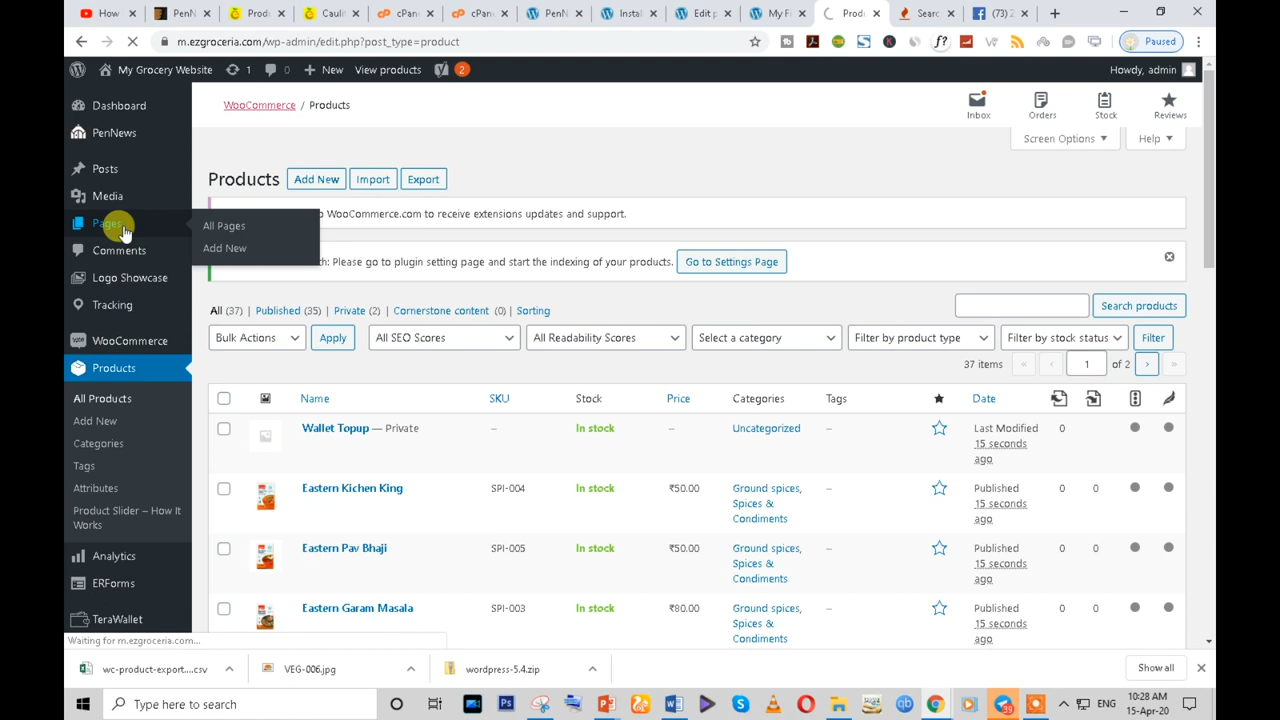 How
PenN
Produ
Cauli
cPan
cPane
PenN
Instal
Edit p
My P
Produ
Searc
(73) 2
m.ezgroceria.com/wp-admin/edit.php?post_type=product
Paused
My Grocery Website
1
0
New
View products
2
Howdy, admin
Dashboard
PenNews
Posts
Media
Pages
Comments
Logo Showcase
Tracking
WooCommerce
Products
All Products
Add New
Categories
Tags
Attributes
Product Slider – How It
Works
Analytics
ERForms
TeraWallet
All Pages
Add New
WooCommerce / Products
Inbox
Orders
Stock
Reviews
Screen Options
Help
Products
Add New
Import
Export
WooCommerce.com to receive extensions updates and support.
Please go to plugin setting page and start the indexing of your products.
Go to Settings Page
All (37) | Published (35) | Private (2) | Cornerstone content (0) | Sorting
Search products
Bulk Actions
Apply
All SEO Scores
All Readability Scores
Select a category
Filter by product type
Filter by stock status
Filter
37 items
«
‹
1
of 2
›
»
Name
SKU
Stock
Price
Categories
Tags
Date
Wallet Topup — Private
–
In stock
–
Uncategorized
–
Last Modified
15 seconds
ago
0
Eastern Kichen King
SPI-004
In stock
₹50.00
Ground spices,
Spices &
Condiments
–
Published
15 seconds
ago
0
0
Eastern Pav Bhaji
SPI-005
In stock
₹50.00
Ground spices,
Spices &
Condiments
–
Published
15 seconds
ago
0
0
Eastern Garam Masala
SPI-003
In stock
₹80.00
Ground spices,
Spices &
Condiments
–
Published
15 seconds
ago
0
0
Waiting for m.ezgroceria.com...
wc-product-export....csv
VEG-006.jpg
wordpress-5.4.zip
Show all
Type here to search
39
ENG
10:28 AM
15-Apr-20